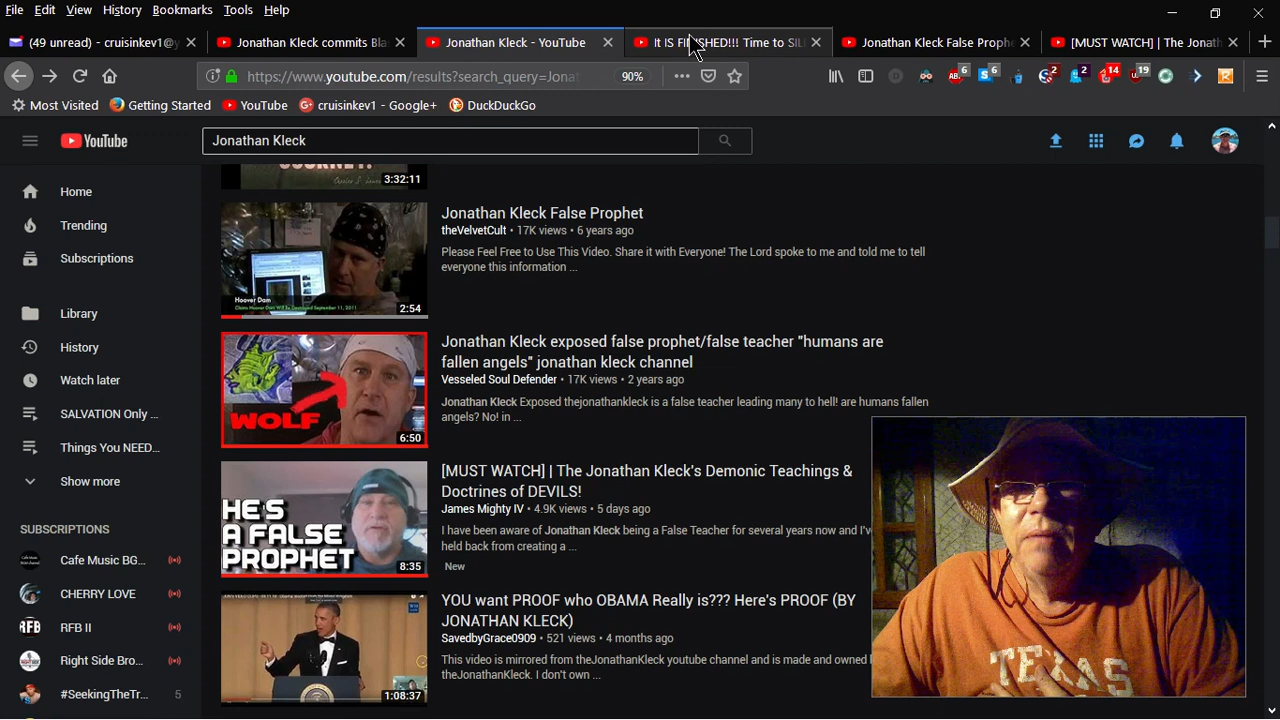 File Edit View History Bookmarks Tools Help
(49 unread) - cruisinkev1@ Jonathan Kleck commits Bla Jonathan Kleck - YouTube It IS FINISHED!!! Time to SIL Jonathan Kleck False Prophe [MUST WATCH] | The Jonath
https://www.youtube.com/results?search_query=Jonat 90% 6 6 2 2 14 19
Most Visited Getting Started YouTube cruisinkev1 - Google+ DuckDuckGo
YouTube Jonathan Kleck
3:32:11
Home
Trending
Subscriptions
Library
History
Watch later
SALVATION Only ...
Things You NEED...
Show more
SUBSCRIPTIONS
Cafe Music BG...
CHERRY LOVE
RFB II
Right Side Bro...
#SeekingTheTr... 5
Jonathan Kleck False Prophet
theVelvetCult • 17K views • 6 years ago
Please Feel Free to Use This Video. Share it with Everyone! The Lord spoke to me and told me to tell
everyone this information ...
Hoover Dam
2:54
Jonathan Kleck exposed false prophet/false teacher "humans are
fallen angels" jonathan kleck channel
Vesseled Soul Defender • 17K views • 2 years ago
Jonathan Kleck Exposed thejonathankleck is a false teacher leading many to hell! are humans fallen
angels? No! in ...
WOLF
6:50
[MUST WATCH] | The Jonathan Kleck's Demonic Teachings &
Doctrines of DEVILS!
James Mighty IV • 4.9K views • 5 days ago
I have been aware of Jonathan Kleck being a False Teacher for several years now and I'v
held back from creating a ...
New
HE'S
A FALSE
PROPHET
8:35
YOU want PROOF who OBAMA Really is??? Here's PROOF (BY
JONATHAN KLECK)
SavedbyGrace0909 • 521 views • 4 months ago
This video is mirrored from theJonathanKleck youtube channel and is made and owned
theJonathanKleck. I don't own ...
1:08:37
TEXAS